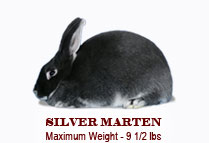 SILVER MARTEN
Maximum Weight - 9 1/2 lbs